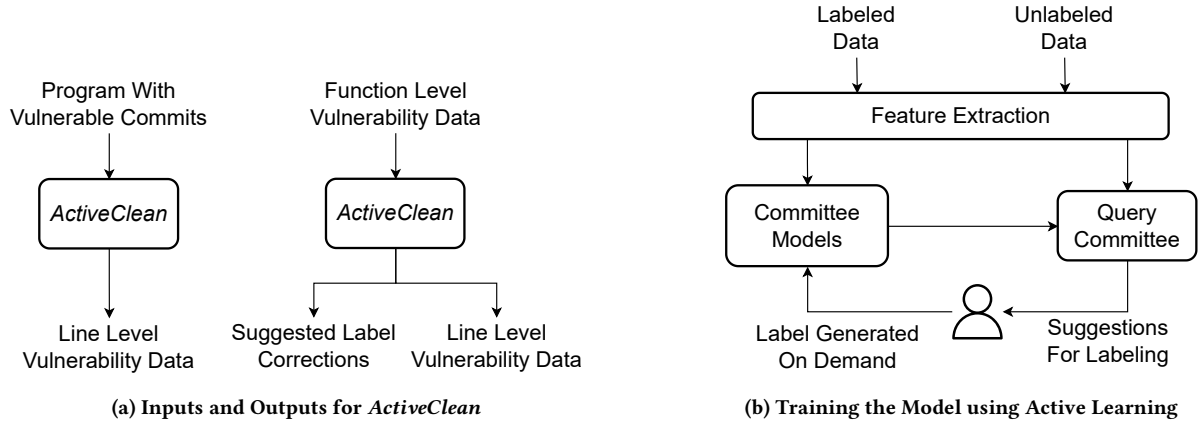 Program With
Vulnerable Commits
ActiveClean
Line Level
Vulnerability Data
Function Level
Vulnerability Data
ActiveClean
Suggested Label
Corrections
Line Level
Vulnerability Data
(a) Inputs and Outputs for ActiveClean
Labeled
Data
Unlabeled
Data
Feature Extraction
Committee
Models
Query
Committee
Label Generated
On Demand
Suggestions
For Labeling
(b) Training the Model using Active Learning